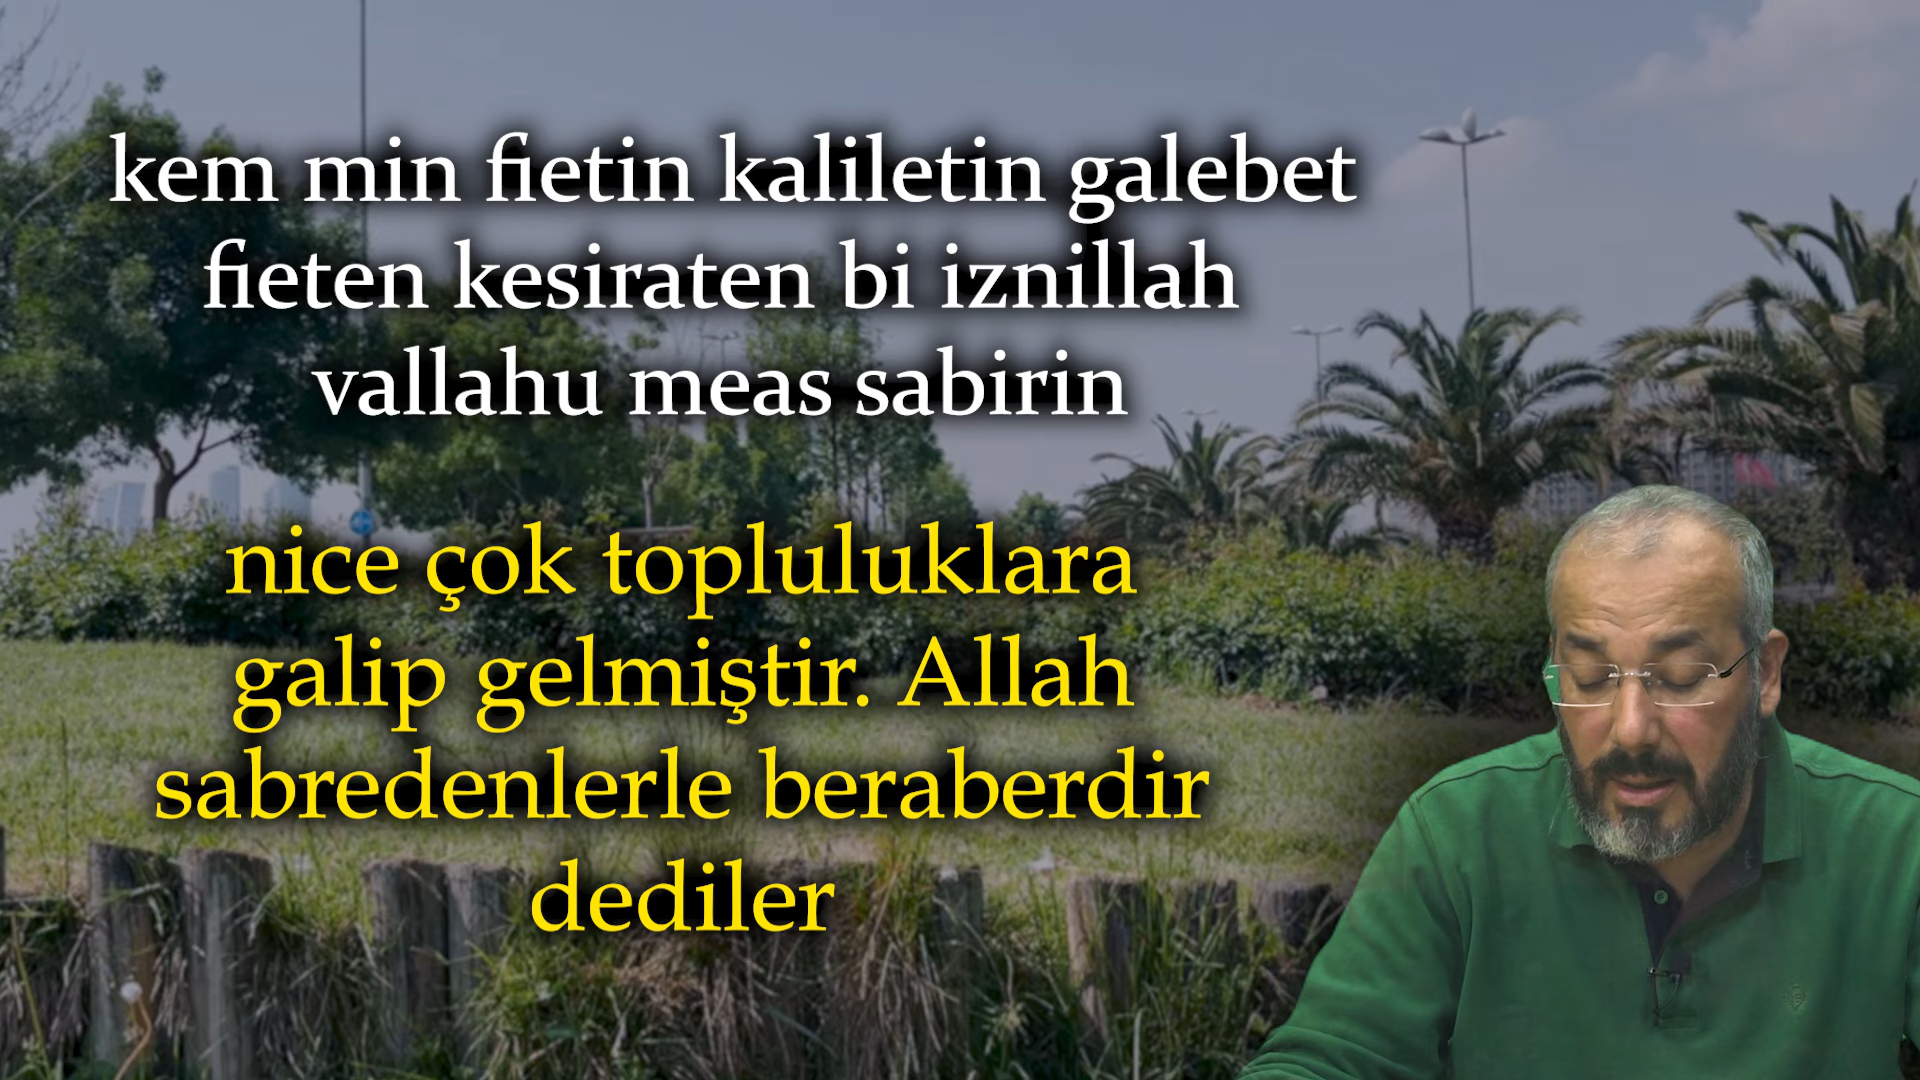 kem min fietin kaliletin galebet
fieten kesiraten bi iznillah
vallahu meas sabirin
nice çok topluluklara
galip gelmiştir. Allah
sabredenlerle beraberdir
dediler